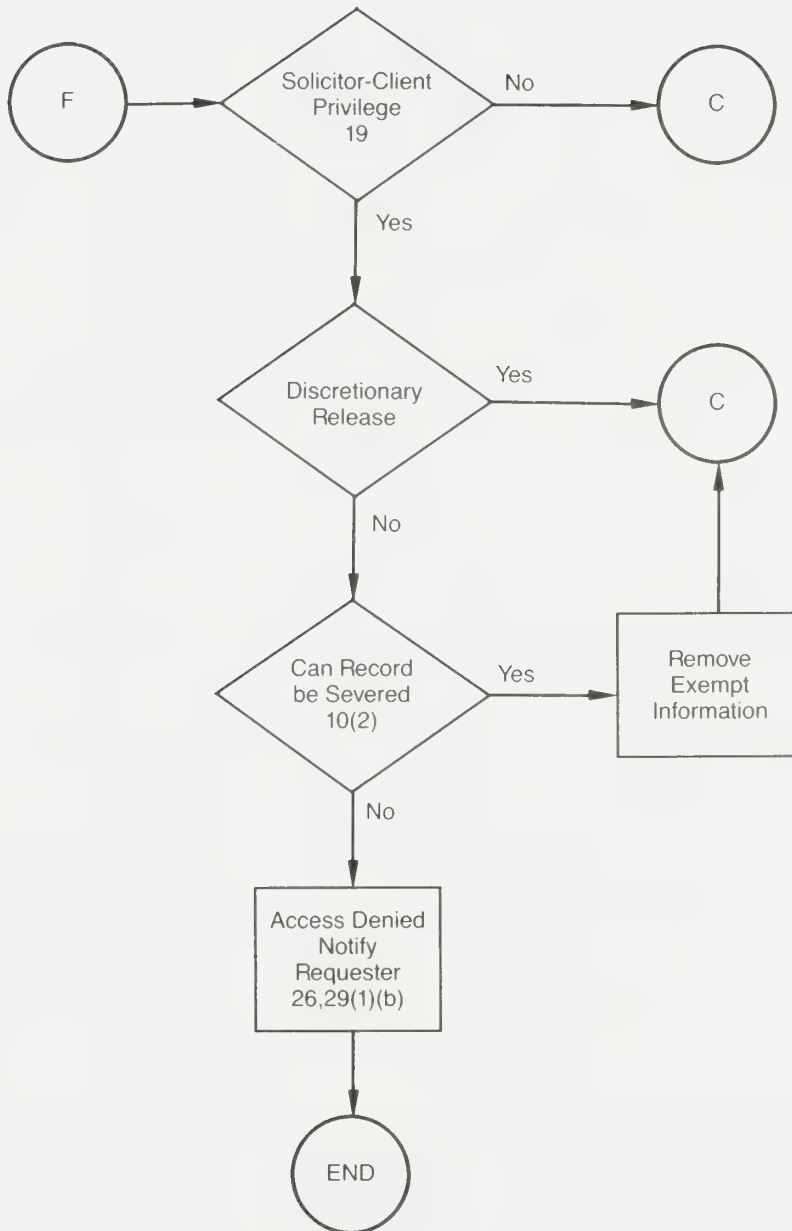 F
Solicitor-Client
Privilege
19
No
C
Yes
Discretionary
Release
Yes
C
No
Can Record
be Severed
10(2)
Yes
Remove
Exempt
Information
No
Access Denied
Notify
Requester
26,29(1)(b)
END